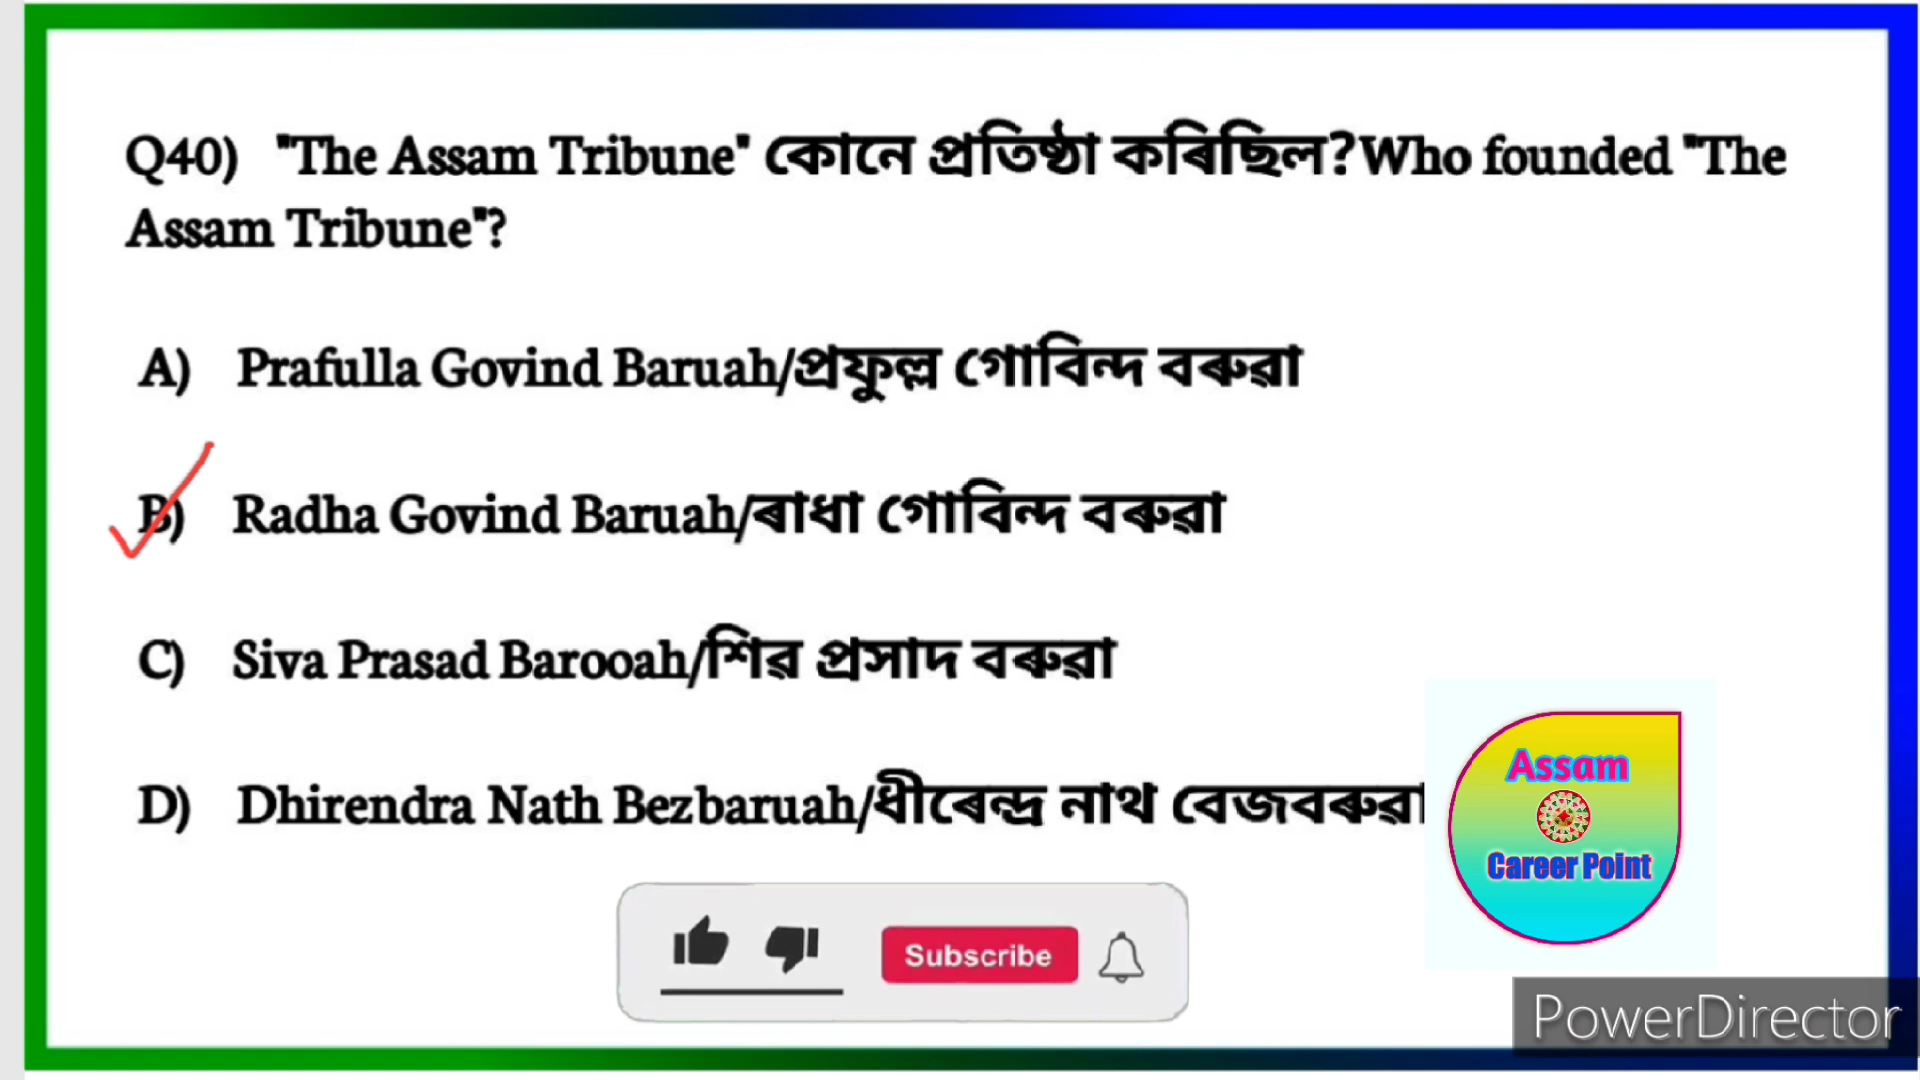 Q40) "The Assam Tribune" কোনে প্ৰতিষ্ঠা কৰিছিল?Who founded "The
Assam Tribune"?
A) Prafulla Govind Baruah/প্ৰফুল্ল গোবিন্দ বৰুৱা
B) Radha Govind Baruah/ৰাধা গোবিন্দ বৰুৱা
C) Siva Prasad Barooah/শিৱ প্ৰসাদ বৰুৱা
D) Dhirendra Nath Bezbaruah/ধীৰেন্দ্ৰ নাথ বেজবৰুৱা
Assam
Career Point
Subscribe
PowerDirector